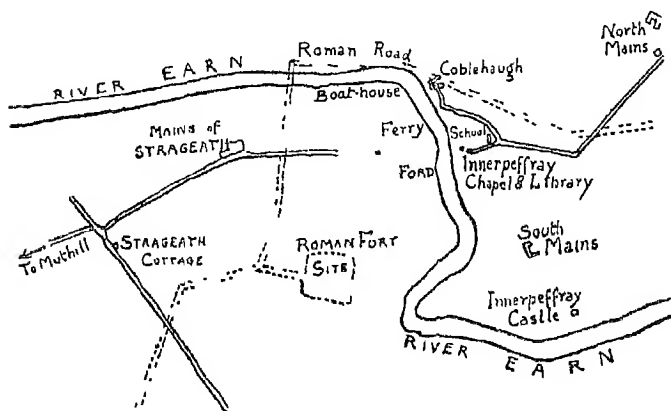 North
Mains
Roman Road
RIVER EARN
Coblehaugh
Boat-house
MAINS OF
STRAGEATH
Ferry
School
FORD
Innerpeffray
Chapel & Library
To Muthill
STRAGEATH
COTTAGE
ROMAN FORT
SITE
South
Mains
Innerpeffray
Castle
RIVER EARN